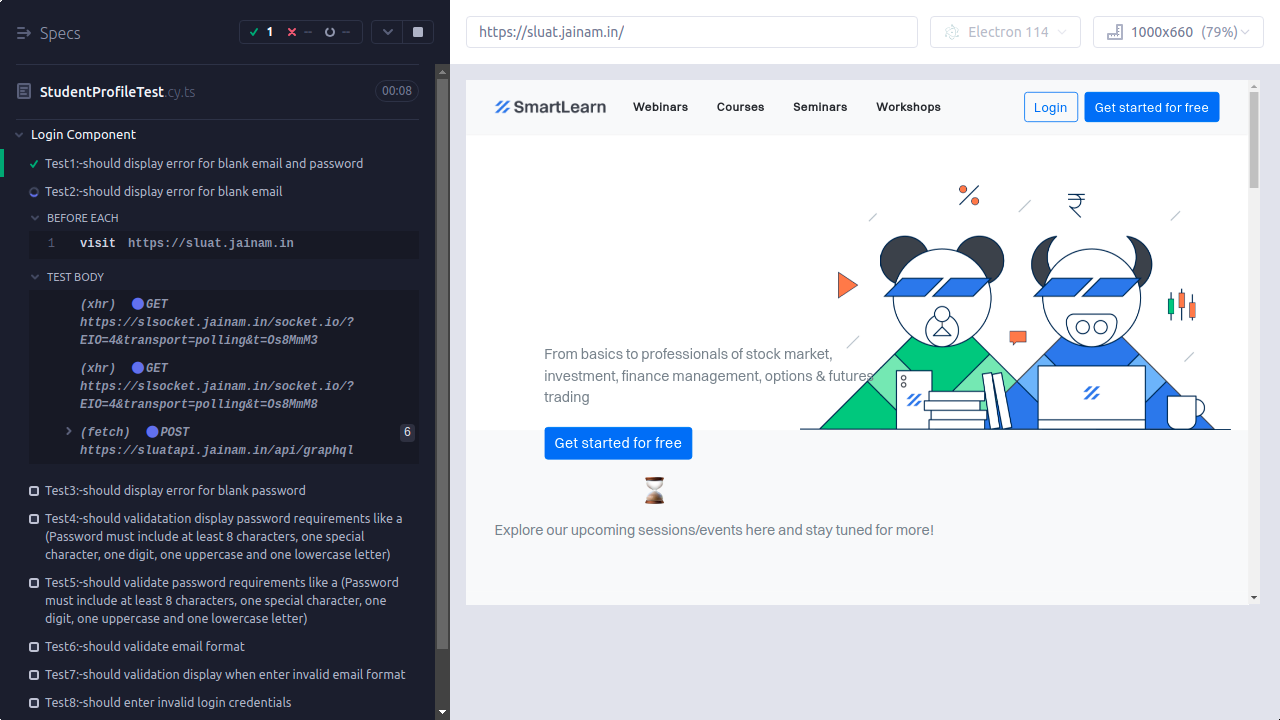 Specs
1
--
--
https://sluat.jainam.in/
Electron 114
1000x660 (79%)
StudentProfileTest.cy.ts
00:08
SmartLearn
Webinars
Courses
Seminars
Workshops
Login
Get started for free
Login Component
Test1:-should display error for blank email and password
Test2:-should display error for blank email
BEFORE EACH
1 visit https://sluat.jainam.in
TEST BODY
(xhr) GET
https://slsocket.jainam.in/socket.io/?
EIO=4&transport=polling&t=Os8MmM3
(xhr) GET
https://slsocket.jainam.in/socket.io/?
EIO=4&transport=polling&t=Os8MmM8
(fetch) POST 6
https://sluatapi.jainam.in/api/graphql
Test3:-should display error for blank password
Test4:-should validatation display password requirements like a
(Password must include at least 8 characters, one special
character, one digit, one uppercase and one lowercase letter)
Test5:-should validate password requirements like a (Password
must include at least 8 characters, one special character, one
digit, one uppercase and one lowercase letter)
Test6:-should validate email format
Test7:-should validation display when enter invalid email format
Test8:-should enter invalid login credentials
%
₹
From basics to professionals of stock market,
investment, finance management, options & futures
trading
Get started for free
Explore our upcoming sessions/events here and stay tuned for more!